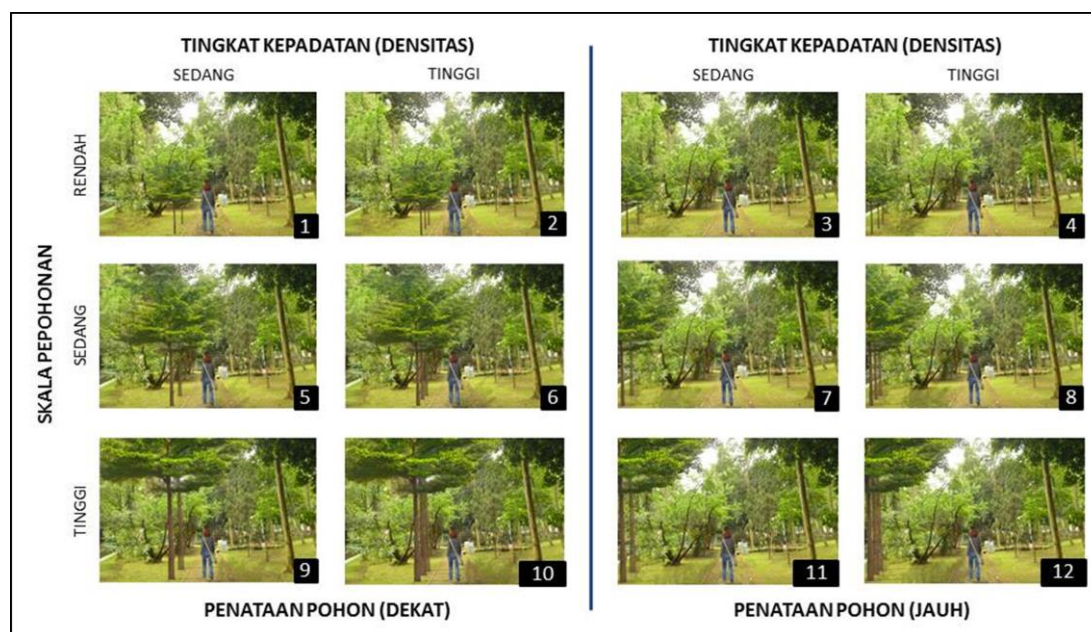 TINGKAT KEPADATAN (DENSITAS)
SEDANG TINGGI
TINGKAT KEPADATAN (DENSITAS)
SEDANG TINGGI
SKALA PEPOHONAN
RENDAH
1 2 3 4
SEDANG
5 6 7 8
TINGGI
9 10 11 12
PENATAAN POHON (DEKAT)
PENATAAN POHON (JAUH)